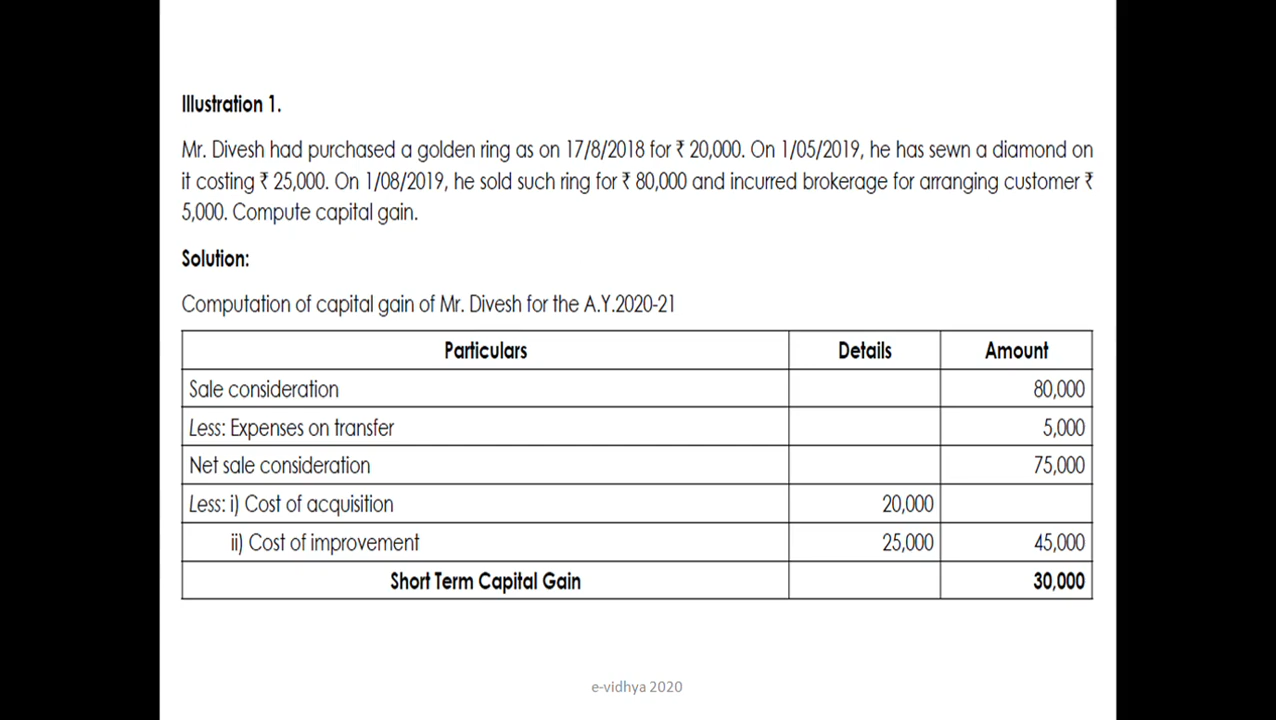 Illustration 1.
Mr. Divesh had purchased a golden ring as on 17/8/2018 for ₹ 20,000. On 1/05/2019, he has sewn a diamond on
it costing ₹ 25,000. On 1/08/2019, he sold such ring for ₹ 80,000 and incurred brokerage for arranging customer ₹
5,000. Compute capital gain.
Solution:
Computation of capital gain of Mr. Divesh for the A.Y.2020-21
Particulars Details Amount
Sale consideration 80,000
Less: Expenses on transfer 5,000
Net sale consideration 75,000
Less: i) Cost of acquisition 20,000
ii) Cost of improvement 25,000 45,000
Short Term Capital Gain 30,000
e-vidhya 2020